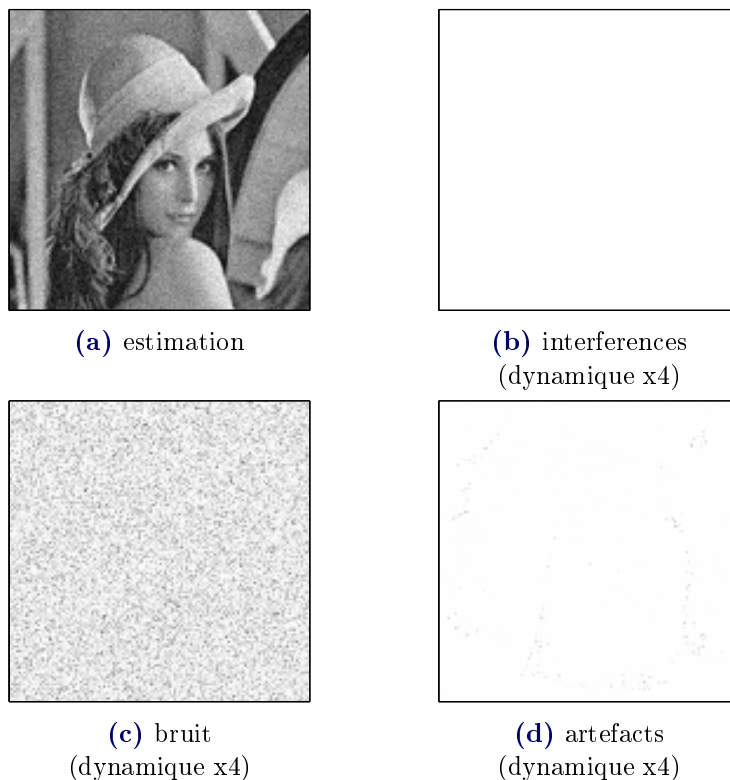 (a) estimation
(b) interferences
(dynamique x4)
(c) bruit
(dynamique x4)
(d) artefacts
(dynamique x4)